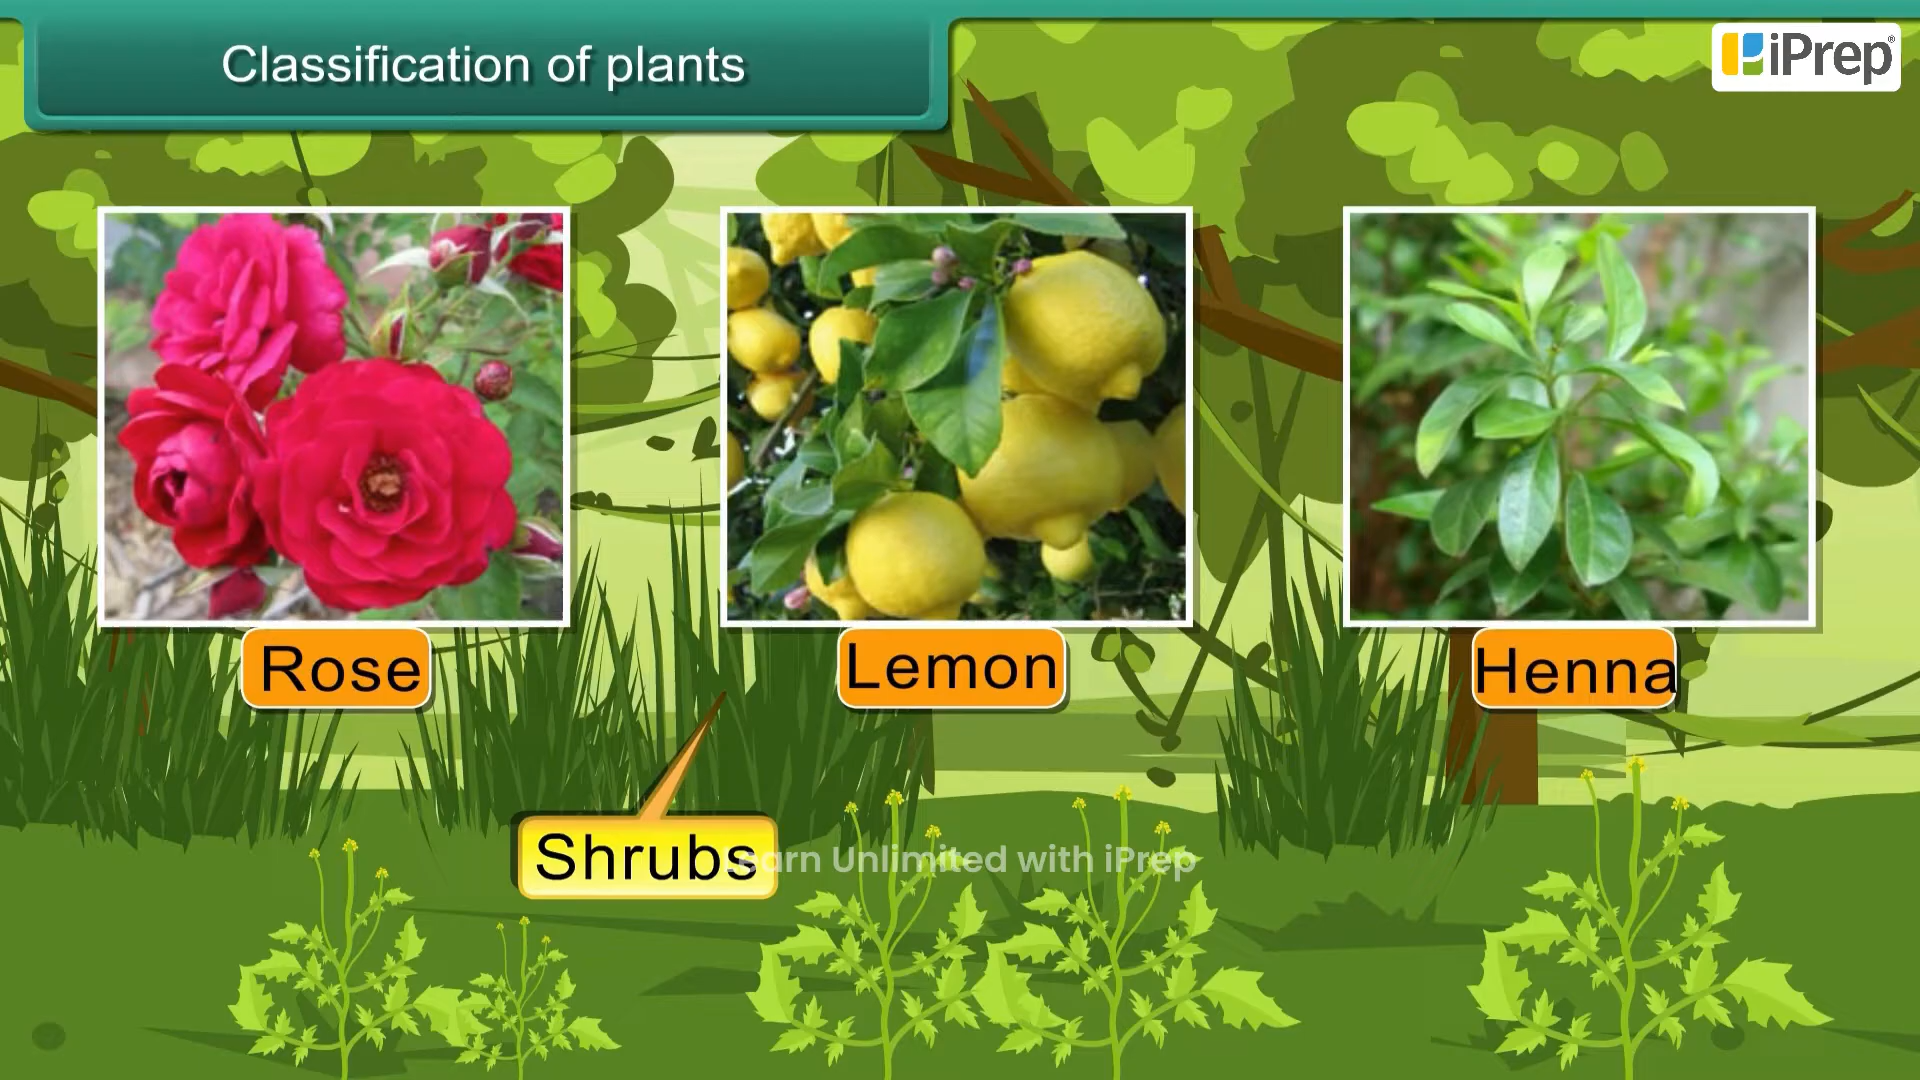 Classification of plants
iPrep®
Rose
Lemon
Henna
Shrubs
Learn Unlimited with iPrep